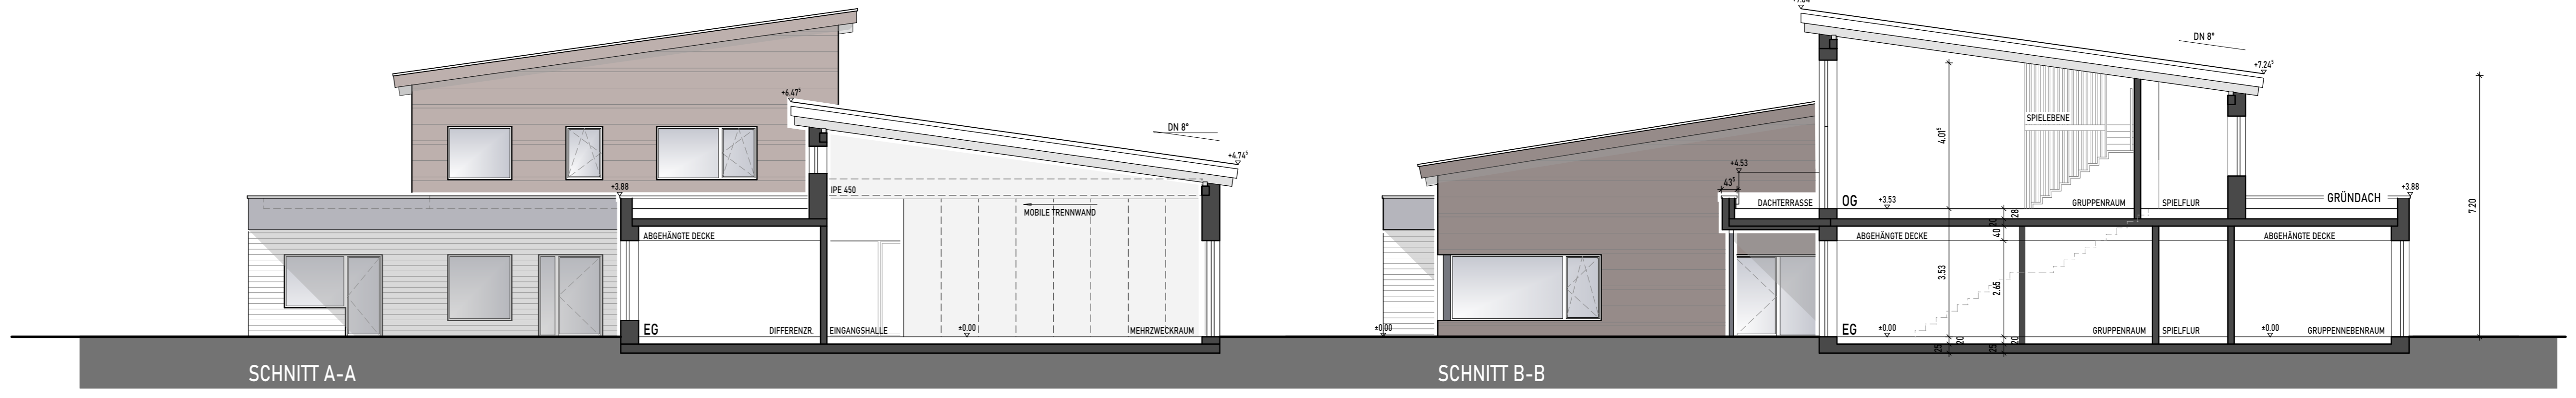 +6.47⁵
DN 8°
+4.74⁵
+3.88
IPE 450
MOBILE TRENNWAND
ABGEHÄNGTE DECKE
EG
DIFFERENZR.
EINGANGSHALLE
±0.00
MEHRZWECKRAUM
SCHNITT A-A
DN 8°
+7.24⁵
7.20
SPIELEBENE
4.01⁵
+4.53
43⁵
DACHTERRASSE
OG
+3.53
28
GRUPPENRAUM
SPIELFLUR
GRÜNDACH
+3.88
20
40
ABGEHÄNGTE DECKE
ABGEHÄNGTE DECKE
3.53
2.65
±0.00
EG
±0.00
GRUPPENRAUM
SPIELFLUR
±0.00
GRUPPENNEBENRAUM
20
20
25
25
SCHNITT B-B